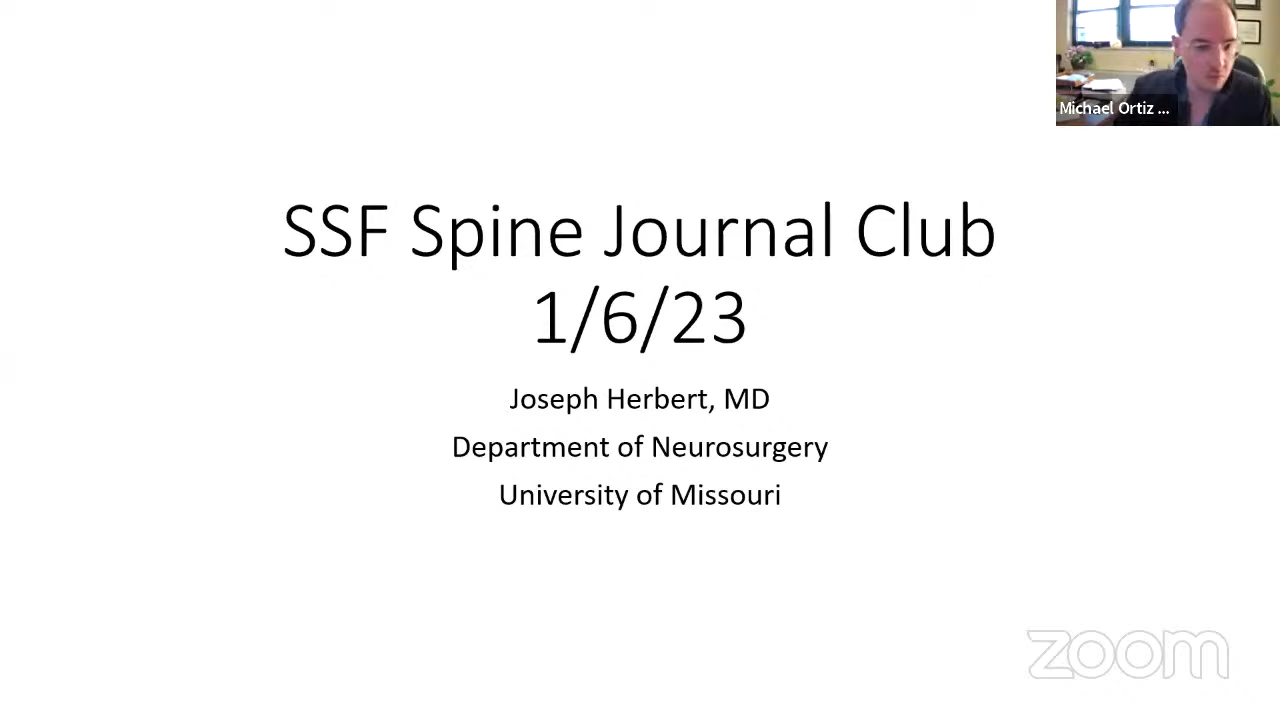 Michael Ortiz ...
SSF Spine Journal Club
1/6/23
Joseph Herbert, MD
Department of Neurosurgery
University of Missouri
zoom